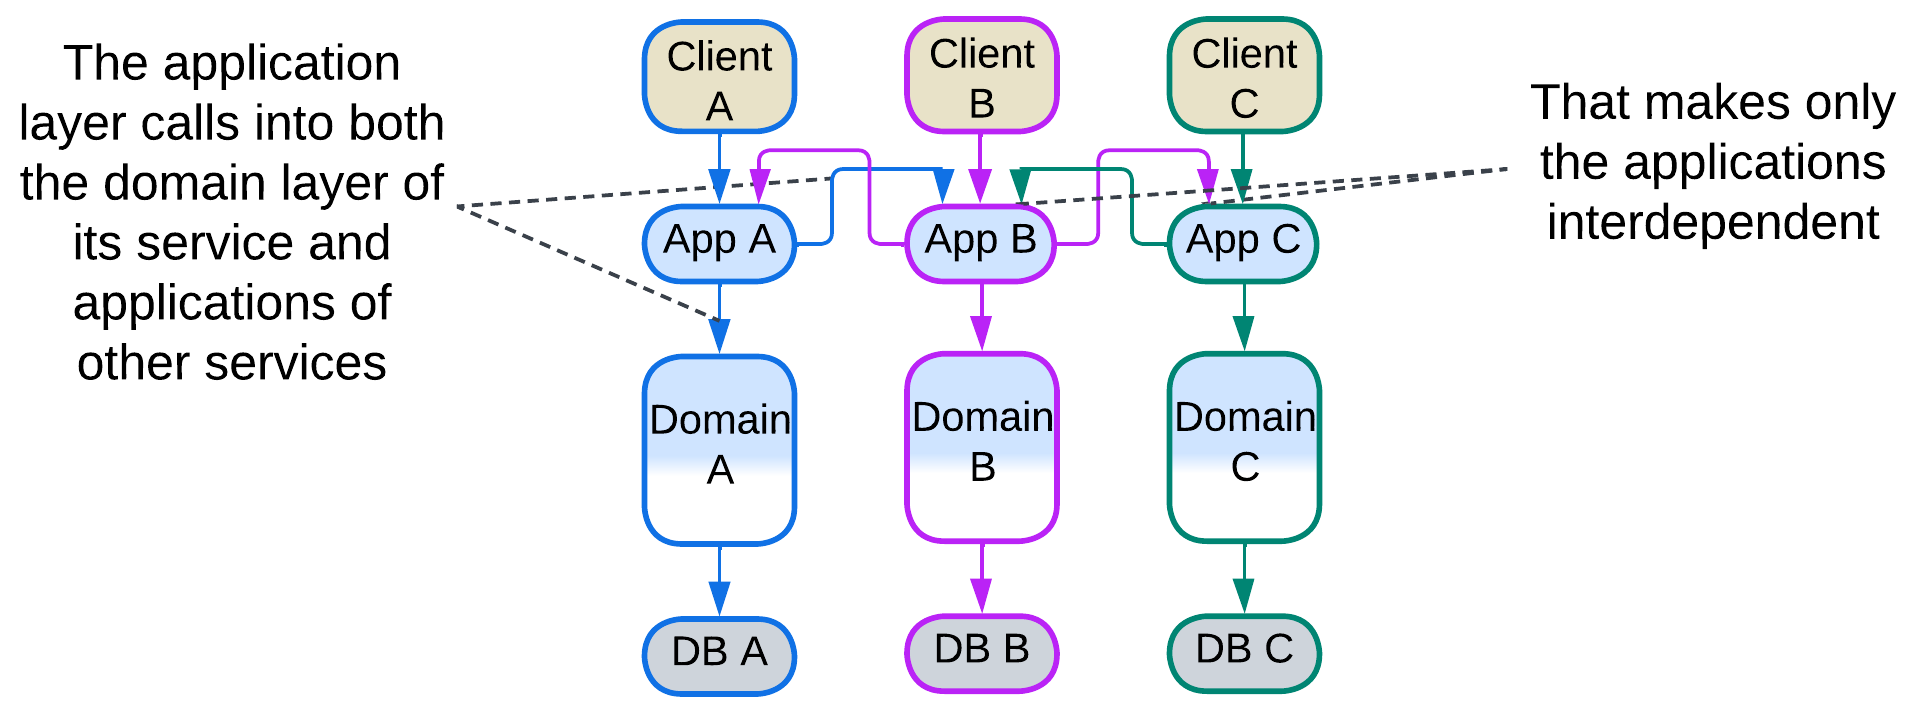 The application
layer calls into both
the domain layer of
its service and
applications of
other services
Client
A
Client
B
Client
C
That makes only
the applications
interdependent
App A
App B
App C
Domain
A
Domain
B
Domain
C
DB A
DB B
DB C